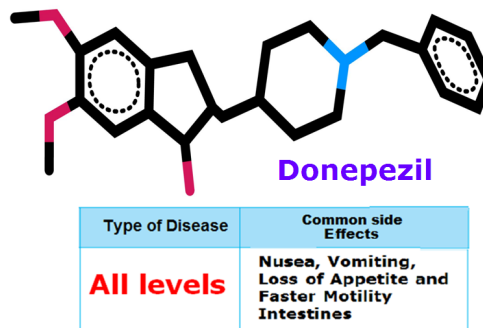 Donepezil
Type of Disease
Common side
Effects
All levels
Nusea, Vomiting,
Loss of Appetite and
Faster Motility
Intestines